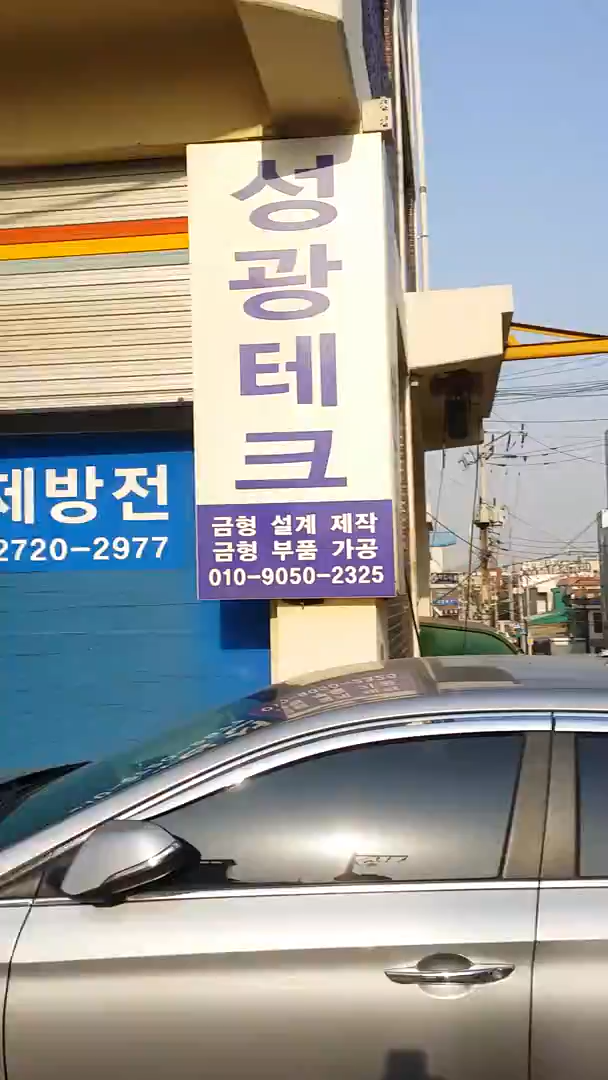 성광테크
금형 설계 제작
금형 부품 가공
010-9050-2325
제방전
2720-2977